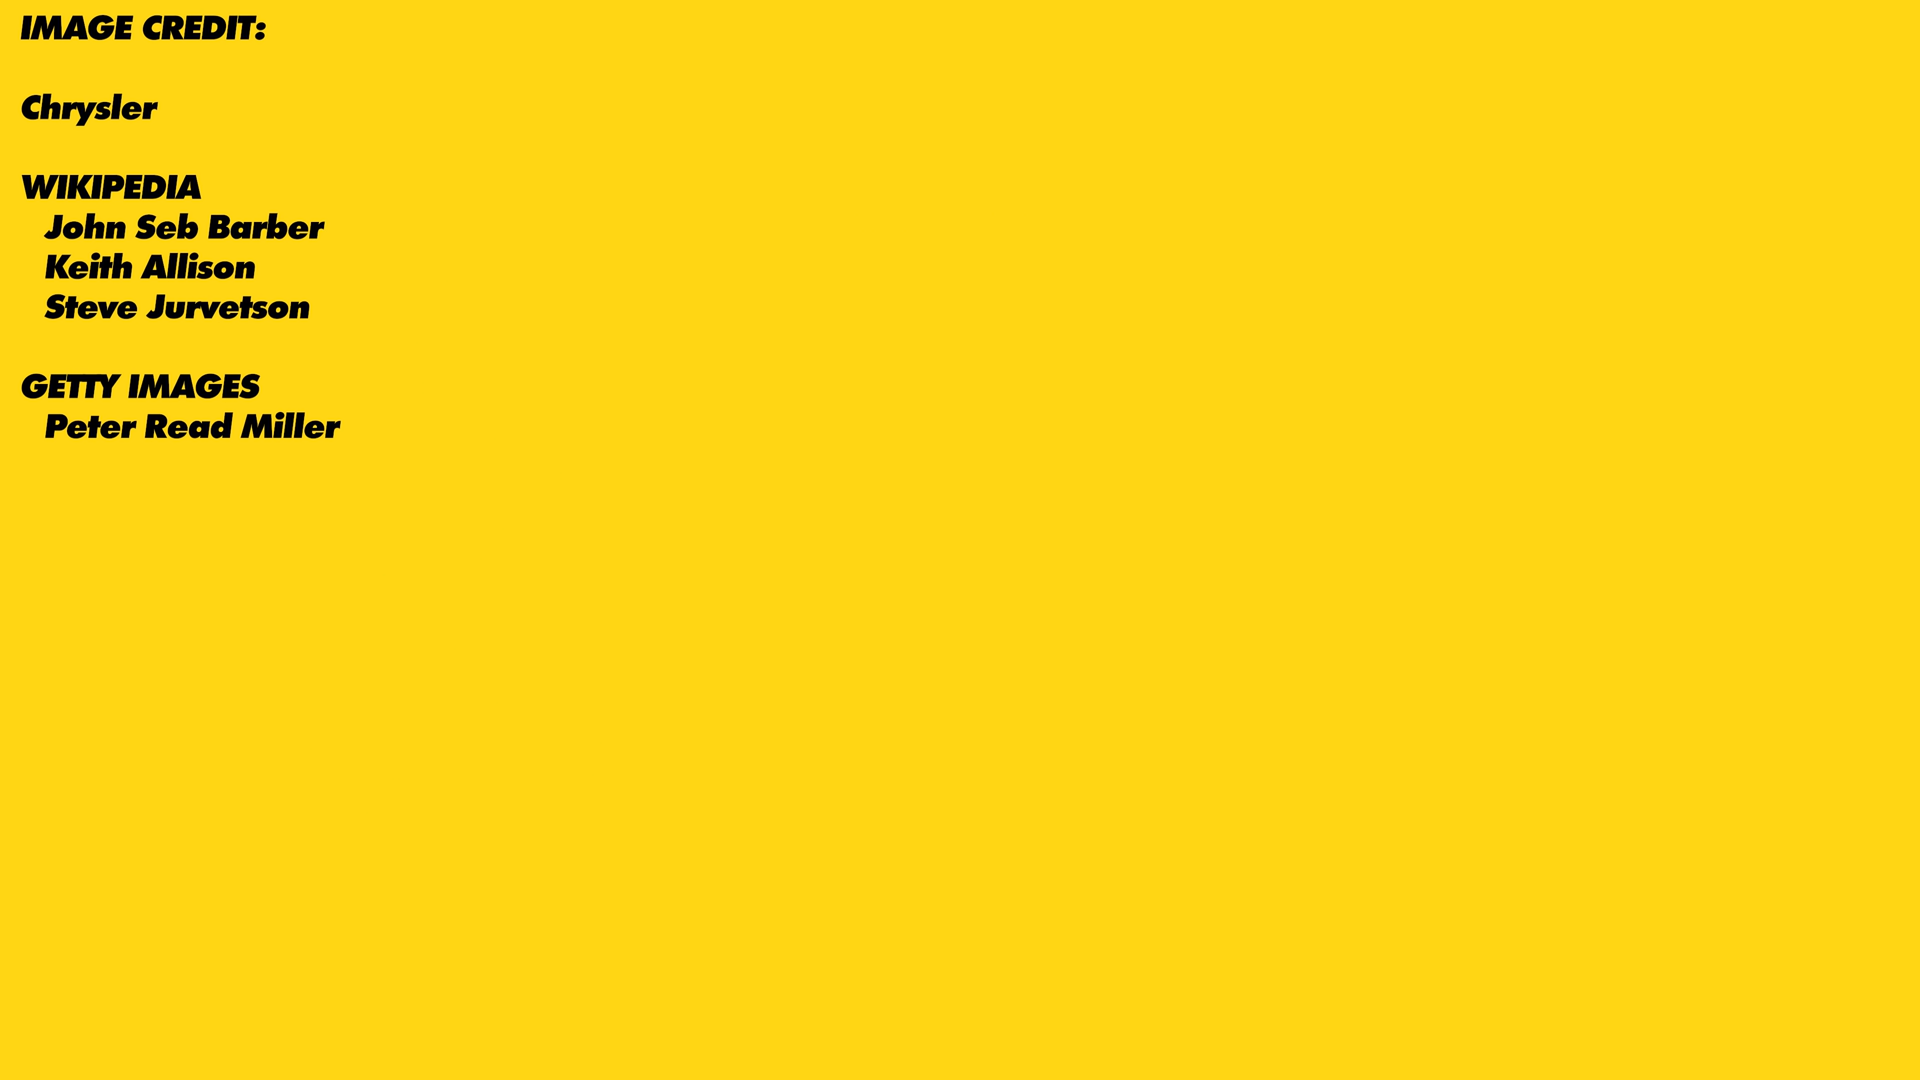 IMAGE CREDIT:
Chrysler
WIKIPEDIA
John Seb Barber
Keith Allison
Steve Jurvetson
GETTY IMAGES
Peter Read Miller